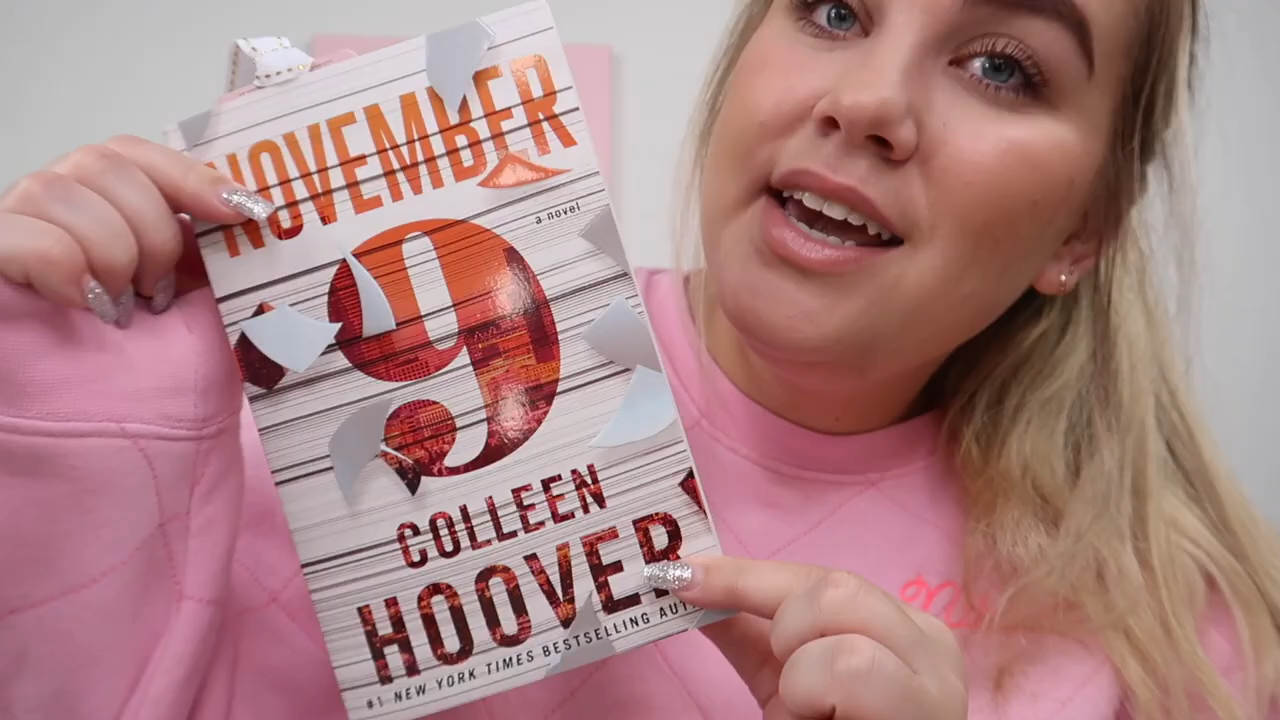 NOVEMBER
9
a novel
COLLEEN
HOOVER
#1 NEW YORK TIMES BESTSELLING